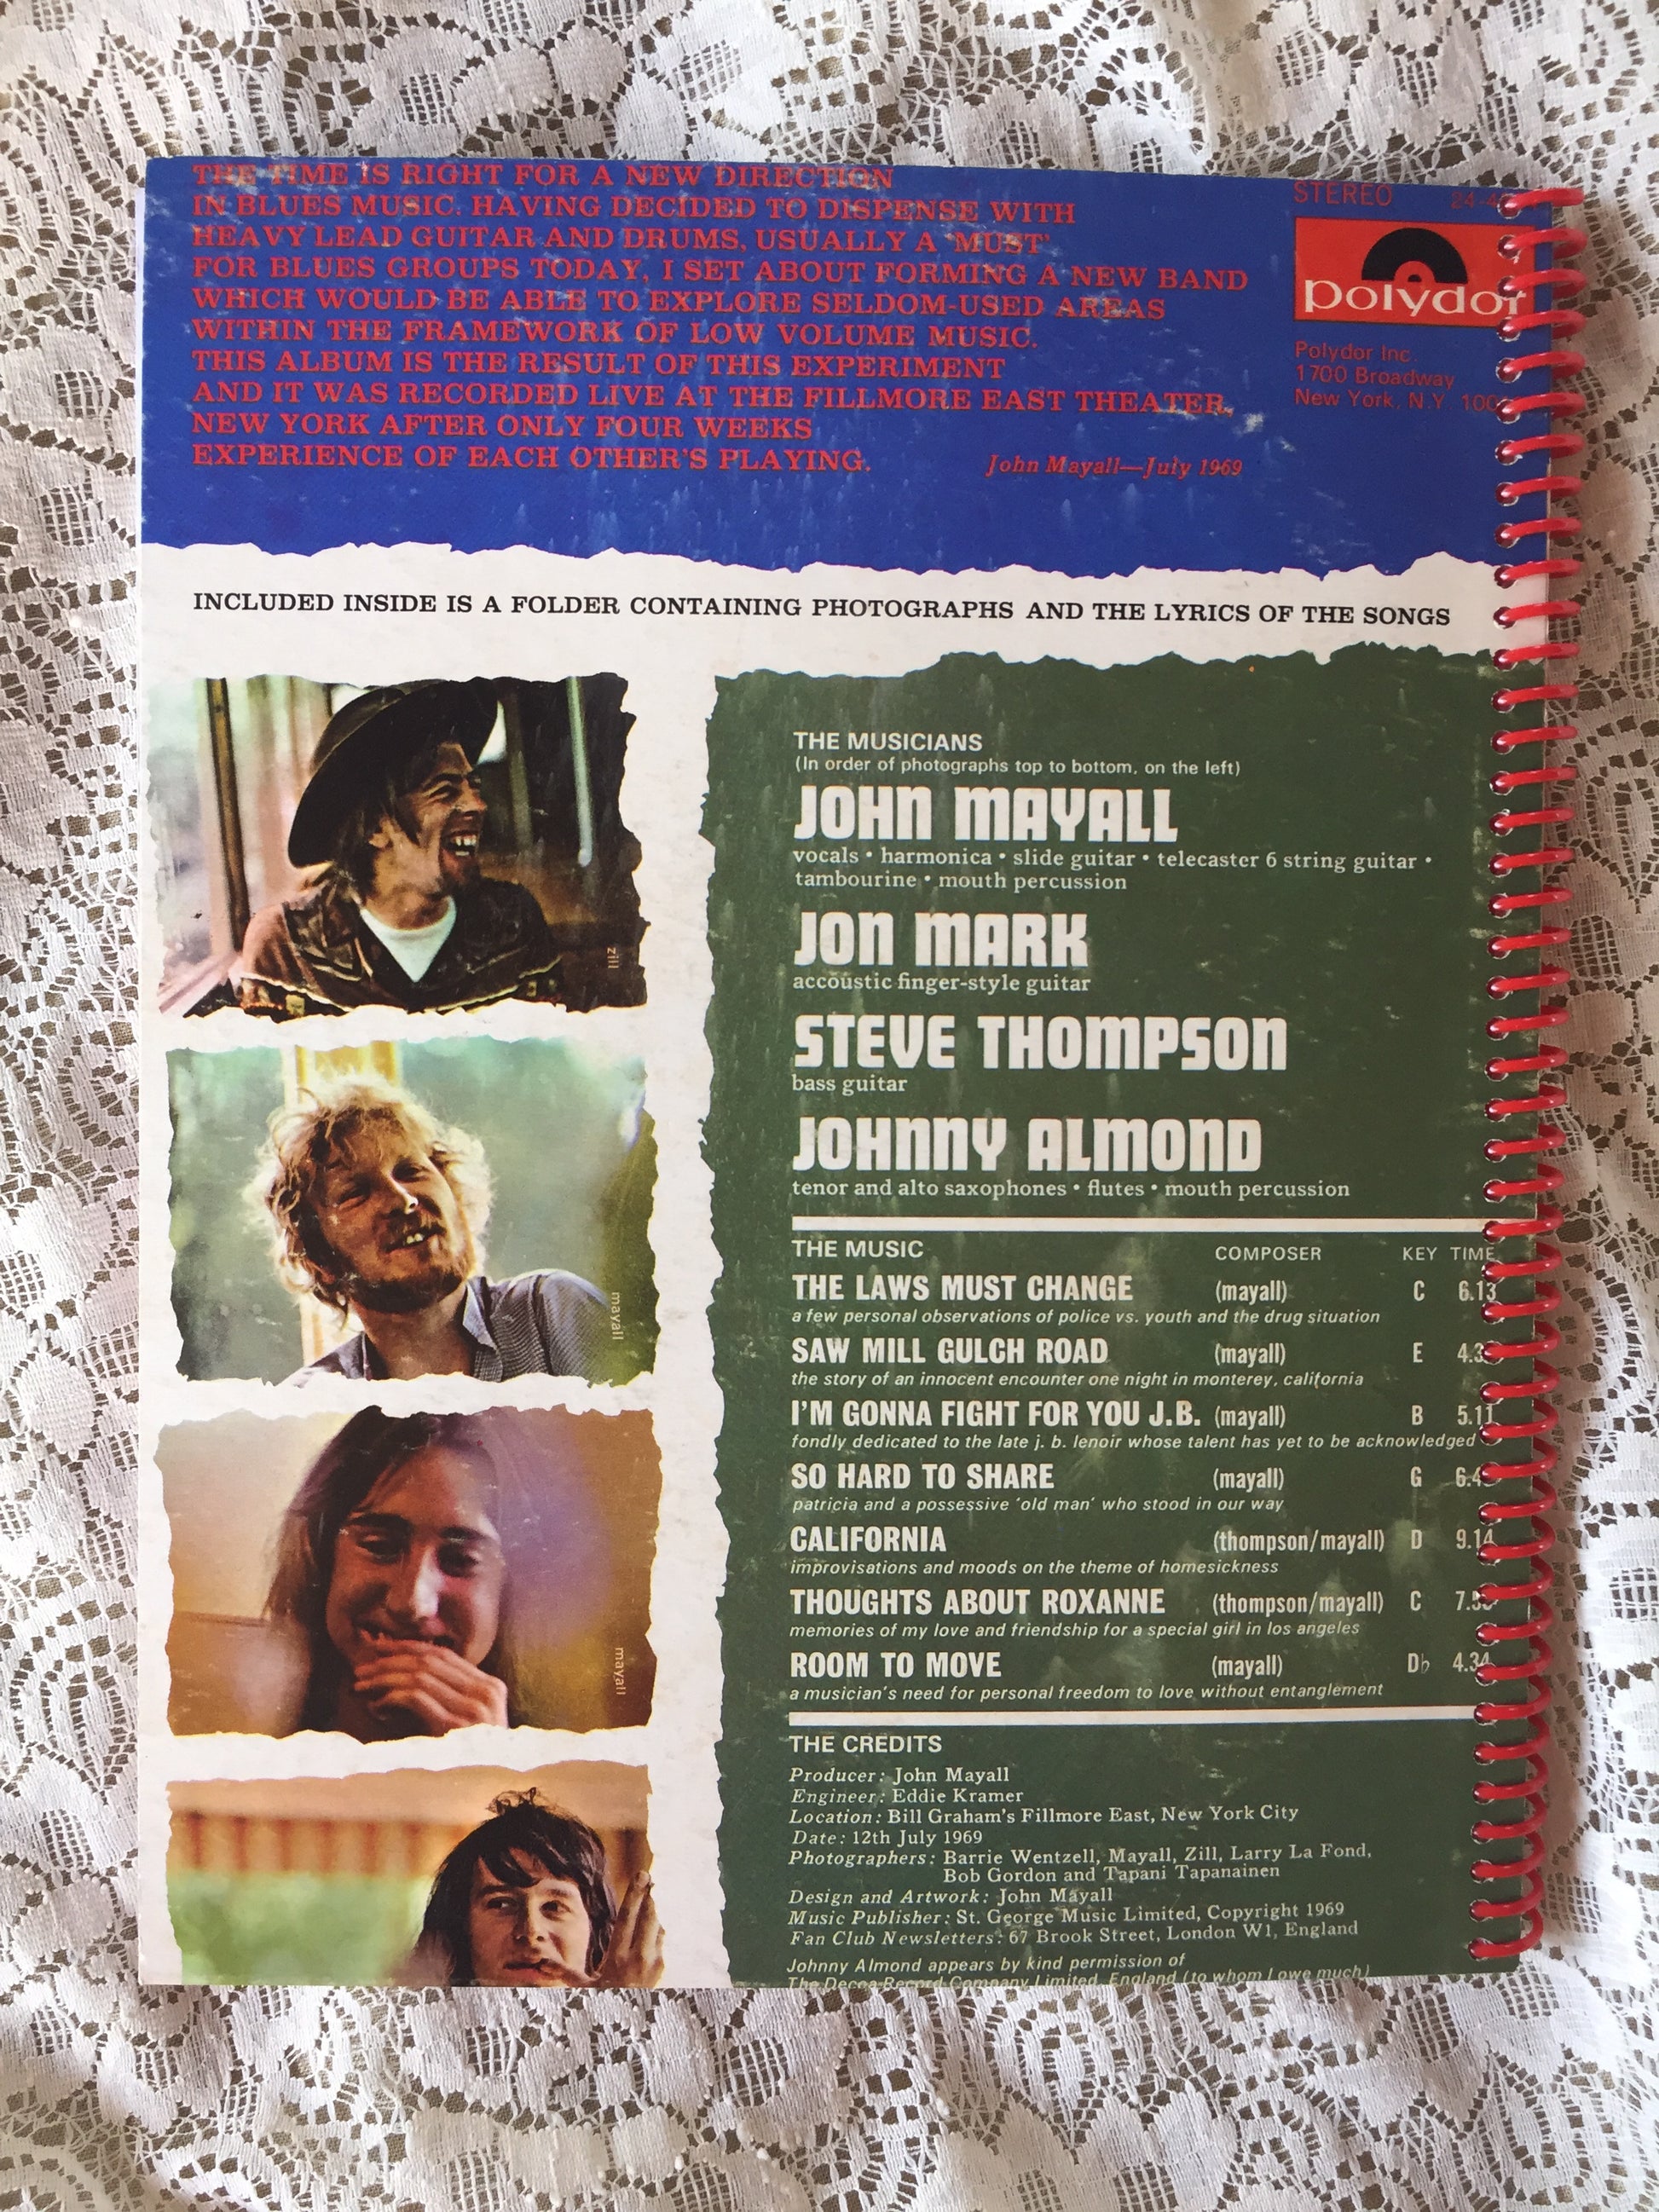 THE TIME IS RIGHT FOR A NEW DIRECTION
IN BLUES MUSIC. HAVING DECIDED TO DISPENSE WITH
HEAVY LEAD GUITAR AND DRUMS, USUALLY A 'MUST'
FOR BLUES GROUPS TODAY, I SET ABOUT FORMING A NEW BAND
WHICH WOULD BE ABLE TO EXPLORE SELDOM-USED AREAS
WITHIN THE FRAMEWORK OF LOW VOLUME MUSIC.
THIS ALBUM IS THE RESULT OF THIS EXPERIMENT
AND IT WAS RECORDED LIVE AT THE FILLMORE EAST THEATER,
NEW YORK AFTER ONLY FOUR WEEKS
EXPERIENCE OF EACH OTHER'S PLAYING.
John Mayall—July 1969
STEREO
polydor
Polydor Inc.
1700 Broadway
New York, N.Y.
INCLUDED INSIDE IS A FOLDER CONTAINING PHOTOGRAPHS AND THE LYRICS OF THE SONGS
zill
mayall
mayall
THE MUSICIANS
(In order of photographs top to bottom, on the left)
JOHN MAYALL
vocals • harmonica • slide guitar • telecaster 6 string guitar •
tambourine • mouth percussion
JON MARK
accoustic finger-style guitar
STEVE THOMPSON
bass guitar
JOHNNY ALMOND
tenor and alto saxophones • flutes • mouth percussion
THE MUSIC COMPOSER KEY TIME
THE LAWS MUST CHANGE (mayall) C 6.13
a few personal observations of police vs. youth and the drug situation
SAW MILL GULCH ROAD (mayall) E
the story of an innocent encounter one night in monterey, california
I'M GONNA FIGHT FOR YOU J.B. (mayall) B 5.11
fondly dedicated to the late j. b. lenoir whose talent has yet to be acknowledged
SO HARD TO SHARE (mayall) G
patricia and a possessive 'old man' who stood in our way
CALIFORNIA (thompson/mayall) D 9.14
improvisations and moods on the theme of homesickness
THOUGHTS ABOUT ROXANNE (thompson/mayall) C
memories of my love and friendship for a special girl in los angeles
ROOM TO MOVE (mayall) D♭ 4.34
a musician's need for personal freedom to love without entanglement
THE CREDITS
Producer: John Mayall
Engineer: Eddie Kramer
Location: Bill Graham's Fillmore East, New York City
Date: 12th July 1969
Photographers: Barrie Wentzell, Mayall, Zill, Larry La Fond,
Bob Gordon and Tapani Tapanainen
Design and Artwork: John Mayall
Music Publisher: St. George Music Limited, Copyright 1969
Fan Club Newsletters: 67 Brook Street, London W1, England
Johnny Almond appears by kind permission of
The Decca Record Company Limited, England (to whom I owe much)